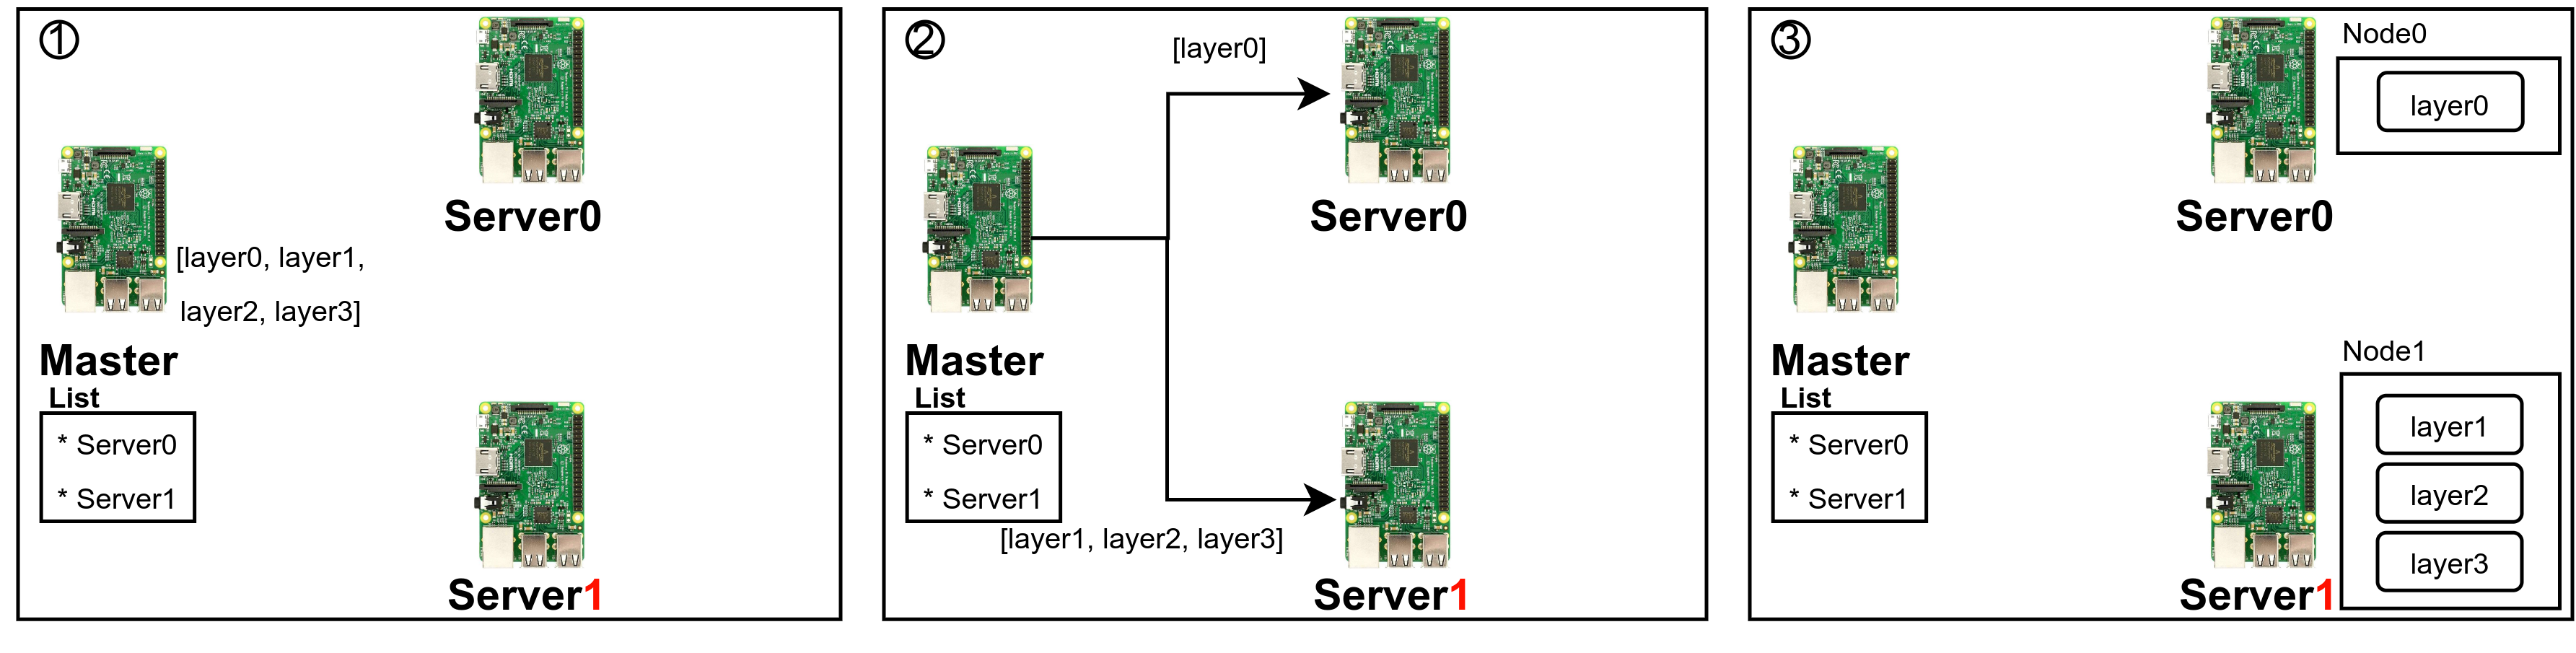 ①
[layer0, layer1,
layer2, layer3]
Master
List
* Server0
* Server1
Server0
Server1
②
[layer0]
Server0
Master
List
* Server0
* Server1
[layer1, layer2, layer3]
Server1
③
Node0
layer0
Server0
Master
List
* Server0
* Server1
Node1
layer1
layer2
layer3
Server1